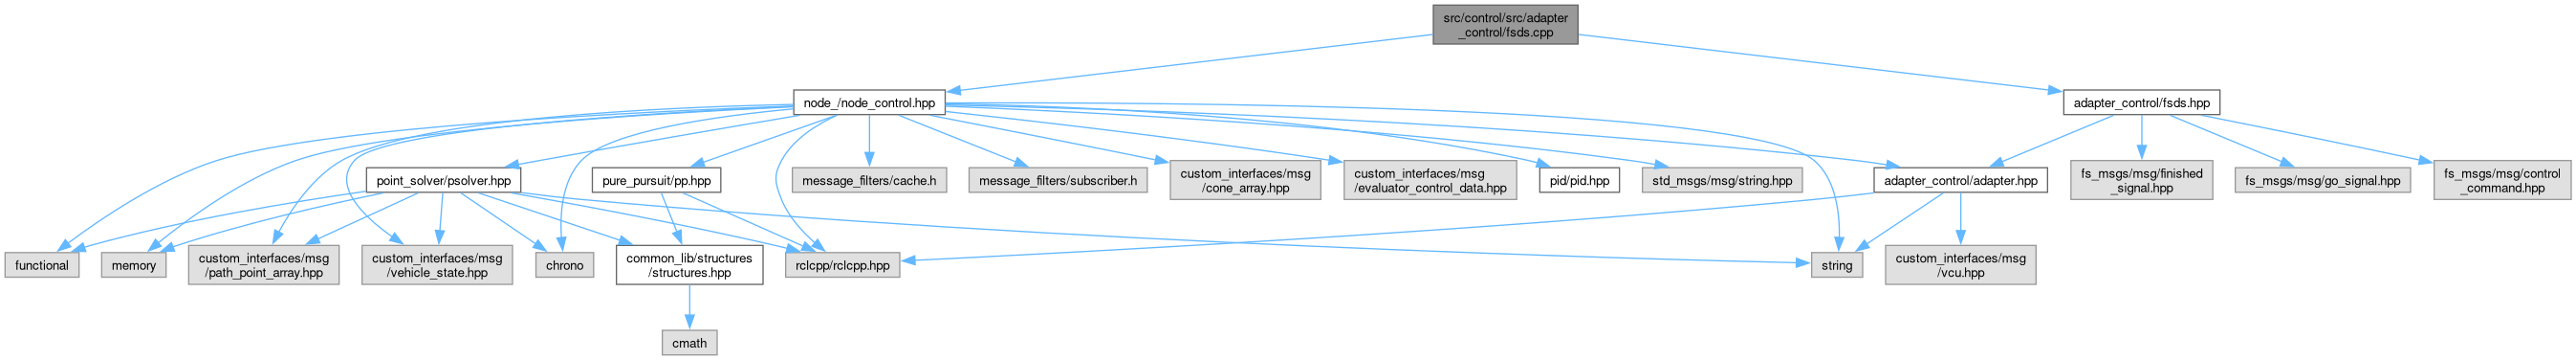 src/control/src/adapter
_control/fsds.cpp
node_/node_control.hpp
adapter_control/fsds.hpp
point_solver/psolver.hpp
pure_pursuit/pp.hpp
message_filters/cache.h
message_filters/subscriber.h
custom_interfaces/msg
/cone_array.hpp
custom_interfaces/msg
/evaluator_control_data.hpp
pid/pid.hpp
std_msgs/msg/string.hpp
adapter_control/adapter.hpp
fs_msgs/msg/finished
_signal.hpp
fs_msgs/msg/go_signal.hpp
fs_msgs/msg/control
_command.hpp
functional
memory
custom_interfaces/msg
/path_point_array.hpp
custom_interfaces/msg
/vehicle_state.hpp
chrono
common_lib/structures
/structures.hpp
rclcpp/rclcpp.hpp
string
custom_interfaces/msg
/vcu.hpp
cmath